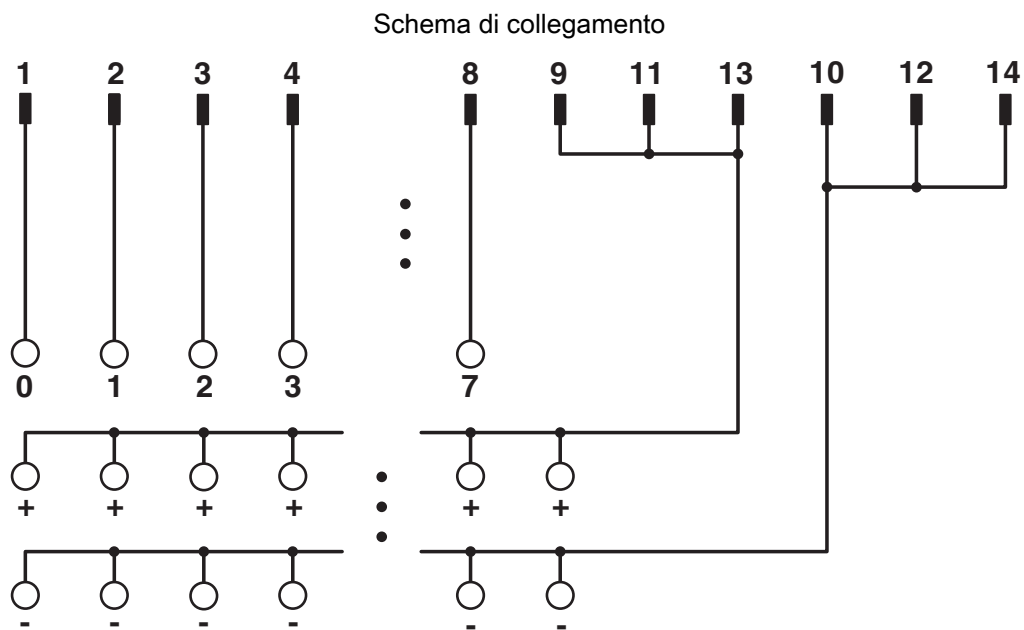 Schema di collegamento
1 2 3 4 8 9 11 13 10 12 14
0 1 2 3 7
+ + + + + +
- - - - - -